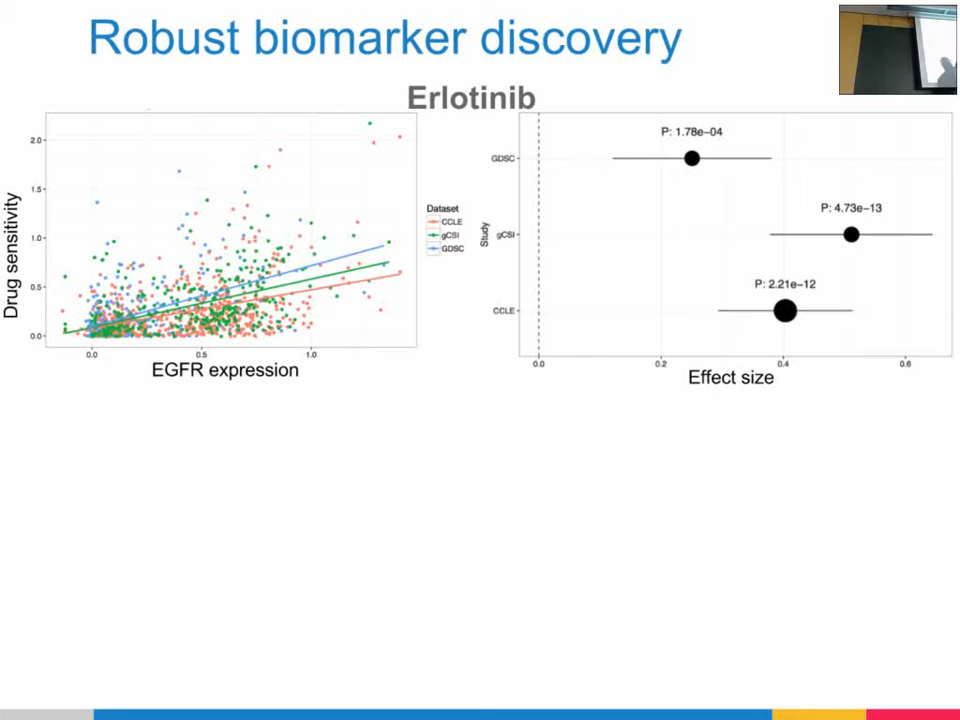 Robust biomarker discovery
Erlotinib
Drug sensitivity
2.0
1.5
1.0
0.5
0.0
0.0 0.5 1.0
EGFR expression
Dataset
CCLE
gCSI
GDSC
Study
GDSC
gCSI
CCLE
P: 1.78e-04
P: 4.73e-13
P: 2.21e-12
0.0 0.2 0.4 0.6
Effect size